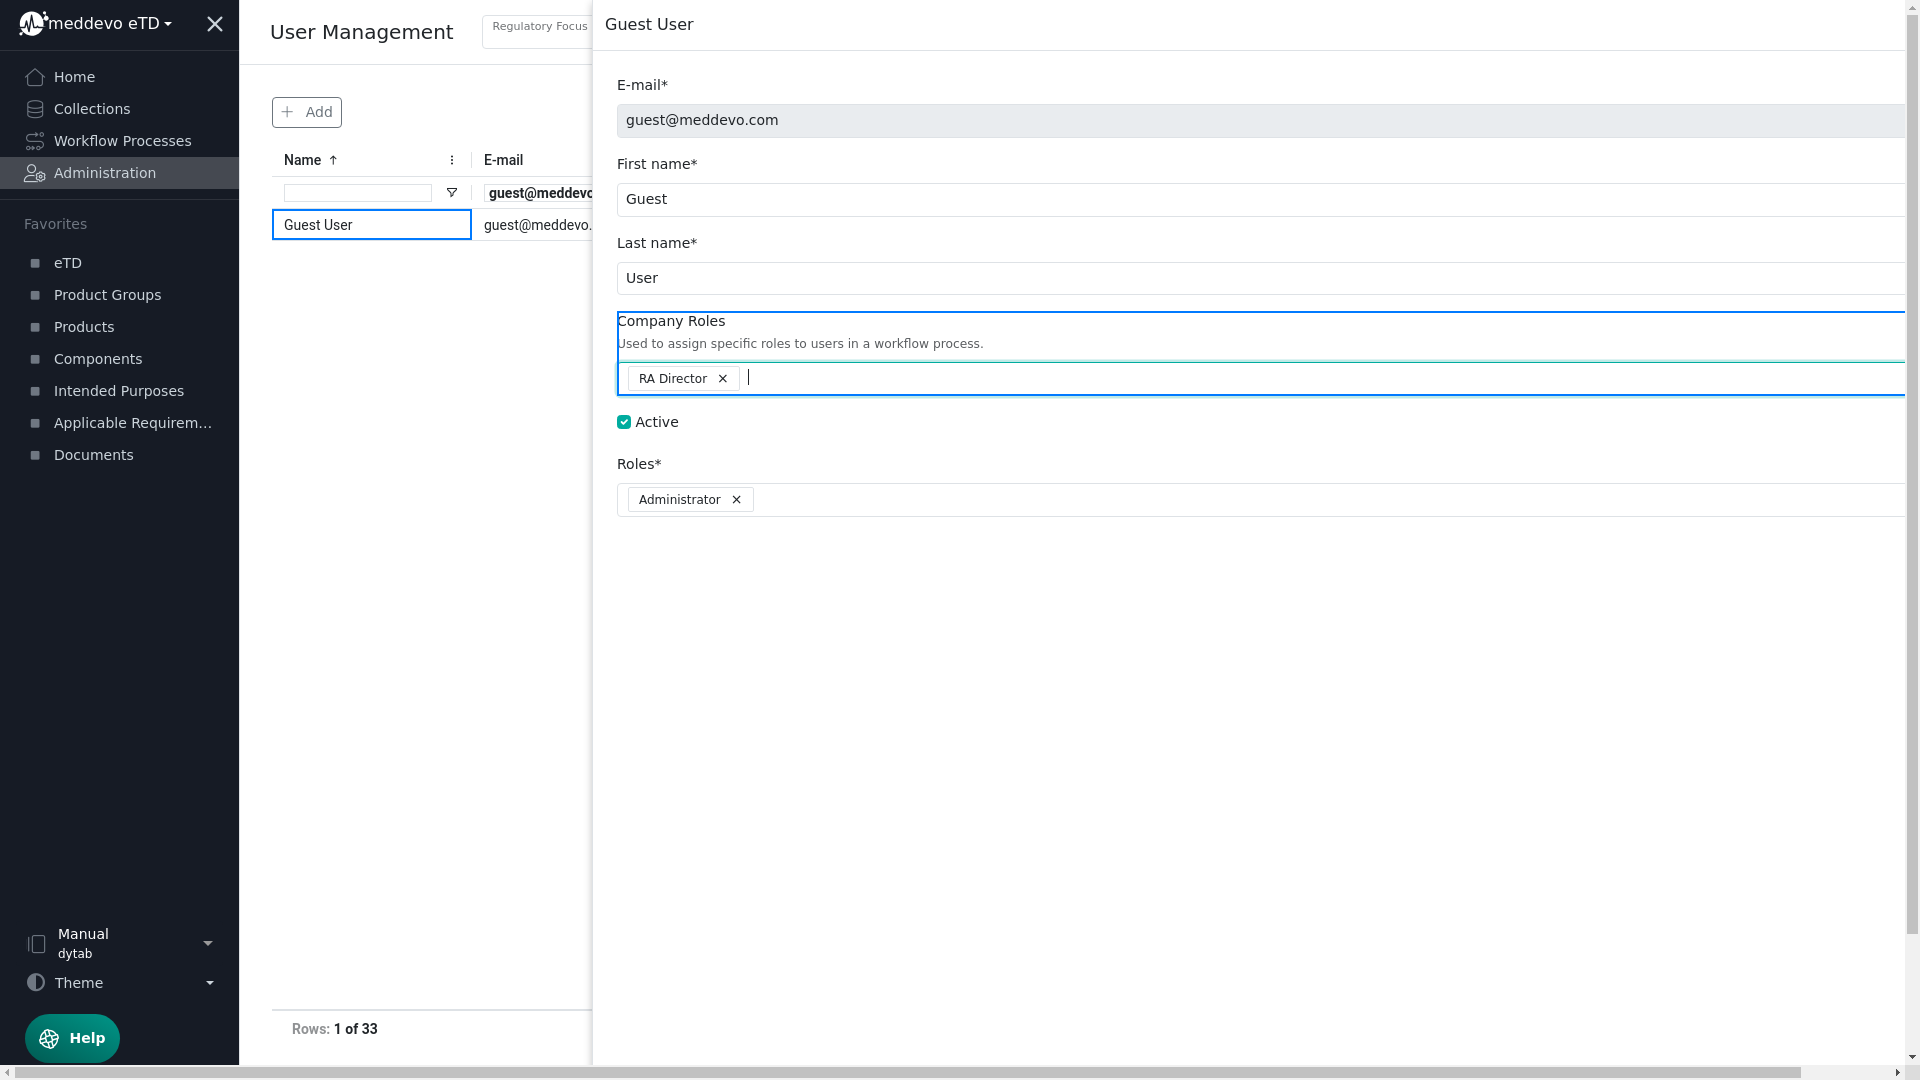 meddevo eTD
Home
Collections
Workflow Processes
Administration
Favorites
eTD
Product Groups
Products
Components
Intended Purposes
Applicable Requirem...
Documents
Manual
dytab
Theme
Help
User Management
Regulatory Focus
Add
Name
E-mail
guest@meddevo
Guest User
guest@meddevo.
Rows: 1 of 33
Guest User
E-mail*
guest@meddevo.com
First name*
Guest
Last name*
User
Company Roles
Used to assign specific roles to users in a workflow process.
RA Director
Active
Roles*
Administrator